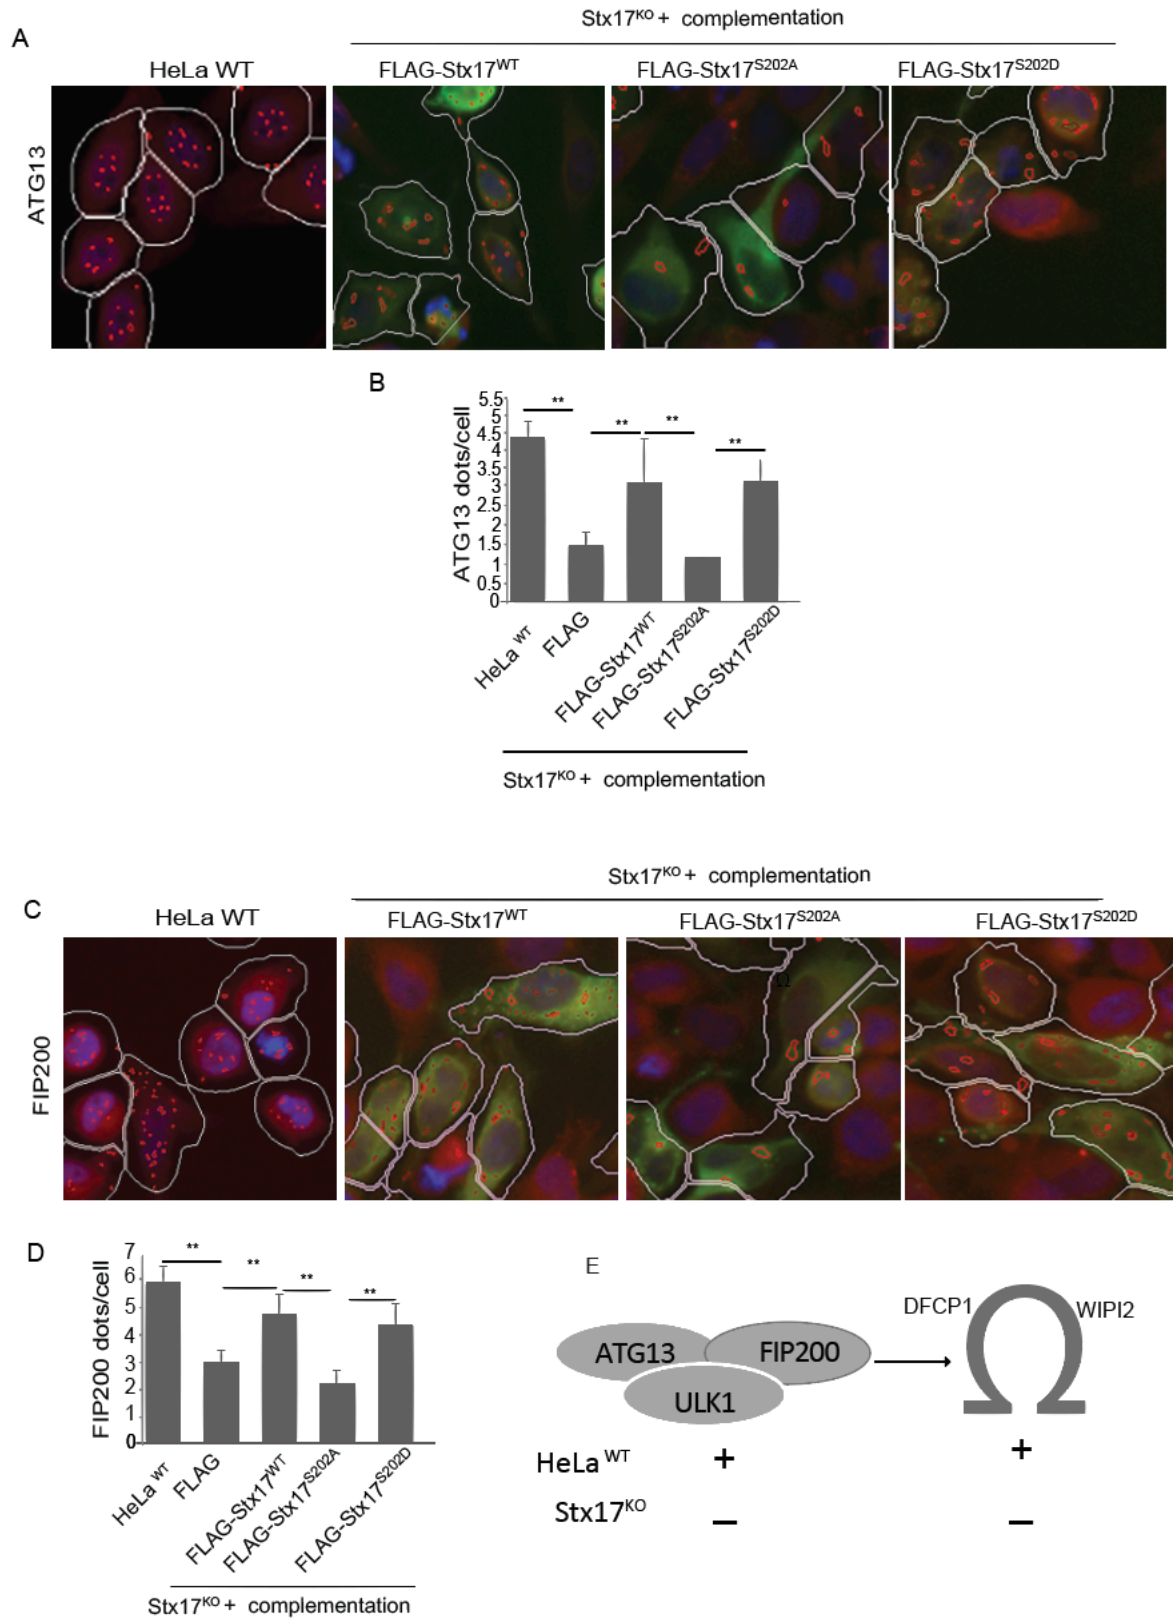 Stx17KO + complementation
A
HeLa WT
FLAG-Stx17WT
FLAG-Stx17S202A
FLAG-Stx17S202D
ATG13
B
ATG13 dots/cell
5.5
5
4.5
4
3.5
3
2.5
2
1.5
1
0.5
0
**
**
**
**
HeLa WT
FLAG
FLAG-Stx17WT
FLAG-Stx17S202A
FLAG-Stx17S202D
Stx17KO + complementation
Stx17KO + complementation
C
HeLa WT
FLAG-Stx17WT
FLAG-Stx17S202A
FLAG-Stx17S202D
FIP200
Ω
D
FIP200 dots/cell
7
6
5
4
3
2
1
0
**
**
**
**
HeLa WT
FLAG
FLAG-Stx17WT
FLAG-Stx17S202A
FLAG-Stx17S202D
Stx17KO + complementation
E
ATG13
FIP200
ULK1
DFCP1
WIPI2
Ω
HeLa WT + +
Stx17KO − −